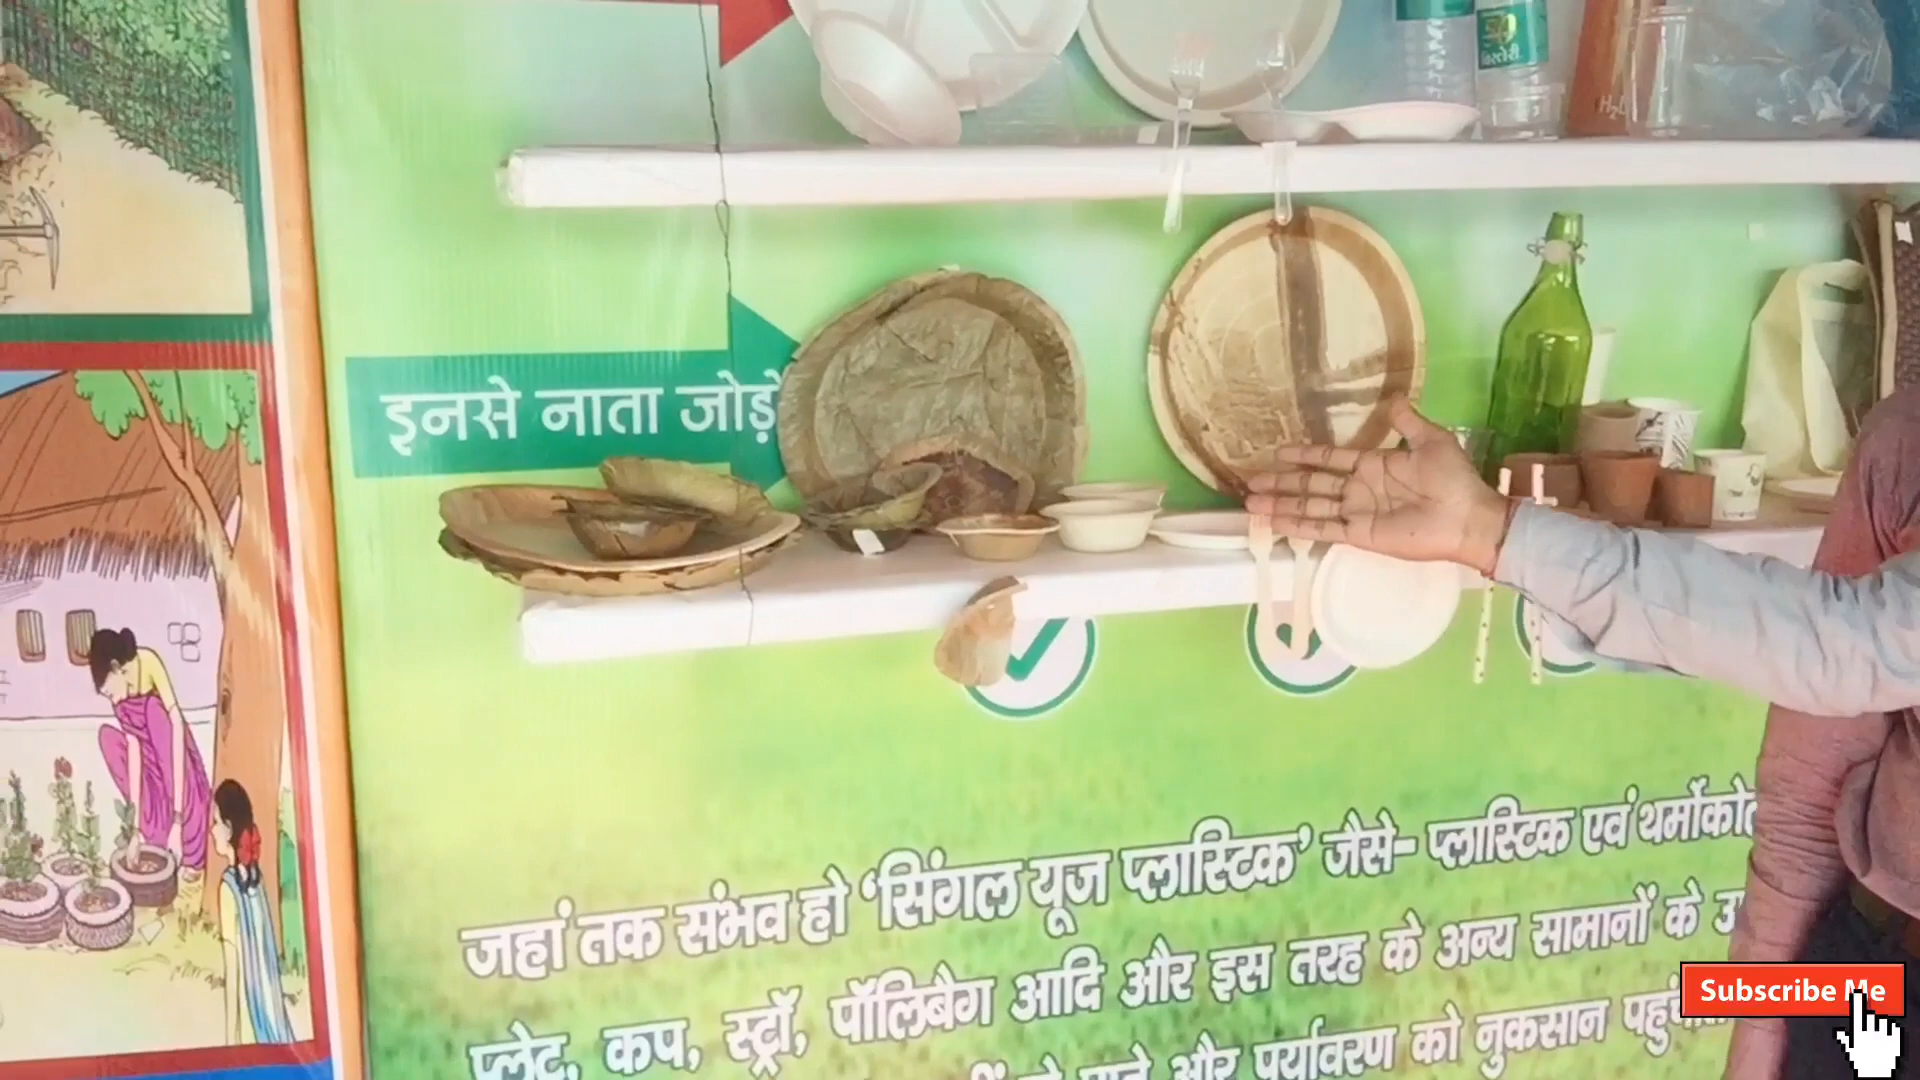 इनसे नाता जोड़ें
जहां तक संभव हो ‘सिंगल यूज प्लास्टिक’ जैसे- प्लास्टिक एवं थर्मोकोल
प्लेट, कप, स्ट्रॉ, पॉलिबैग आदि और इस तरह के अन्य सामानों के
और पर्यावरण को नुकसान
Subscribe Me